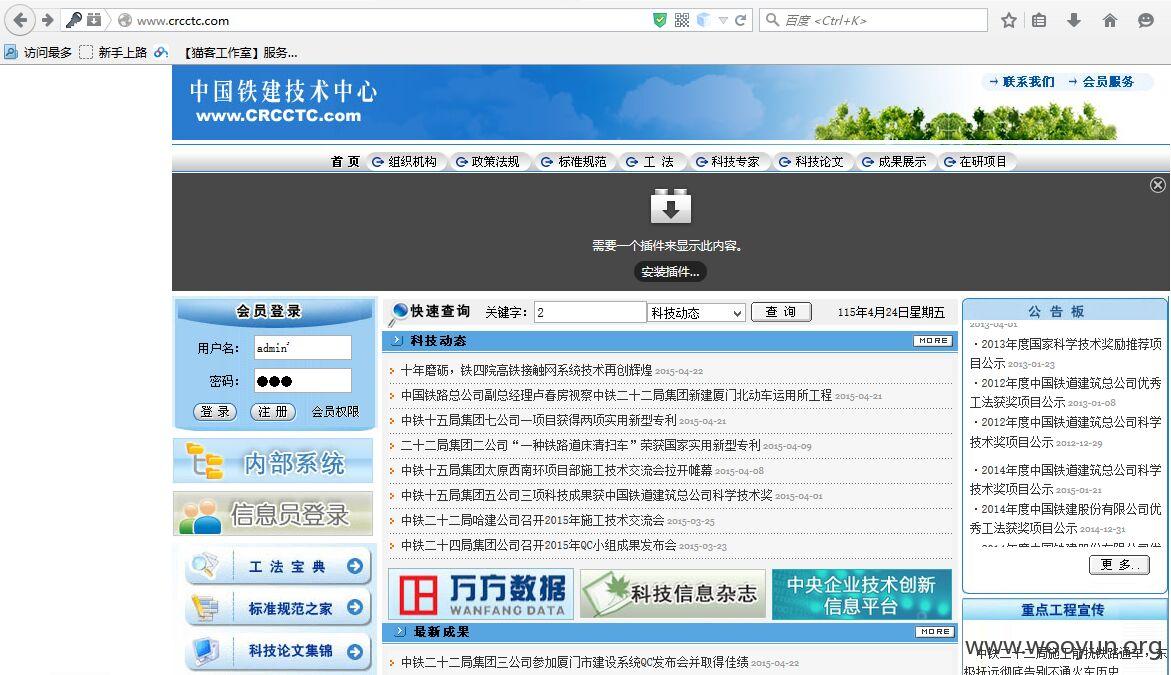 www.crcctc.com
百度 <Ctrl+K>
访问最多 新手上路 【猫客工作室】服务...
中国铁建技术中心
www.CRCCTC.com
→ 联系我们 → 会员服务
首 页 组织机构 政策法规 标准规范 工 法 科技专家 科技论文 成果展示 在研项目
需要一个插件来显示此内容。
安装插件...
会员登录
用户名： admin'
密码： ●●●
登 录 注 册 会员权限
内部系统
信息员登录
工 法 宝 典
标准规范之家
科技论文集锦
快速查询 关键字： 2 科技动态 查 询 115年4月24日星期五
科技动态 MORE
十年磨砺，铁四院高铁接触网系统技术再创辉煌 2015-04-22
中国铁路总公司副总经理卢春房视察中铁二十二局集团新建厦门北动车运用所工程 2015-04-21
中铁十五局集团七公司一项目获得两项实用新型专利 2015-04-21
二十二局集团二公司“一种铁路道床清扫车”荣获国家实用新型专利 2015-04-09
中铁十五局集团太原西南环项目部施工技术交流会拉开帷幕 2015-04-08
中铁十五局集团五公司三项科技成果获中国铁道建筑总公司科学技术奖 2015-04-01
中铁二十二局哈建公司召开2015年施工技术交流会 2015-03-25
中铁二十四局集团公司召开2015年QC小组成果发布会 2015-03-23
万方数据
WANFANG DATA
科技信息杂志
中央企业技术创新
信息平台
最新成果 MORE
中铁二十二局集团三公司参加厦门市建设系统QC发布会并取得佳绩 2015-04-22
公 告 板
2013-04-01
·2013年度国家科学技术奖励推荐项
目公示 2013-01-23
·2012年度中国铁道建筑总公司优秀
工法获奖项目公示 2013-01-08
·2012年度中国铁道建筑总公司科学
技术奖项目公示 2012-12-29
·2014年度中国铁道建筑总公司科学
技术奖项目公示 2015-01-21
·2014年度中国铁建股份有限公司优
秀工法获奖项目公示 2014-12-31
更 多..
重点工程宣传
www.wooyun.org